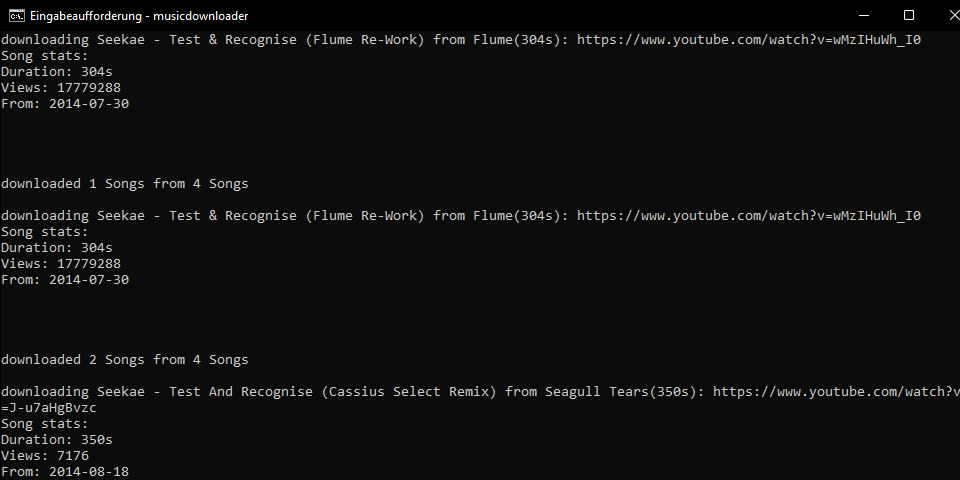 Eingabeaufforderung - musicdownloader
downloading Seekae - Test & Recognise (Flume Re-Work) from Flume(304s): https://www.youtube.com/watch?v=wMzIHuWh_I0
Song stats:
Duration: 304s
Views: 17779288
From: 2014-07-30
downloaded 1 Songs from 4 Songs
downloading Seekae - Test & Recognise (Flume Re-Work) from Flume(304s): https://www.youtube.com/watch?v=wMzIHuWh_I0
Song stats:
Duration: 304s
Views: 17779288
From: 2014-07-30
downloaded 2 Songs from 4 Songs
downloading Seekae - Test And Recognise (Cassius Select Remix) from Seagull Tears(350s): https://www.youtube.com/watch?v
=J-u7aHgBvzc
Song stats:
Duration: 350s
Views: 7176
From: 2014-08-18